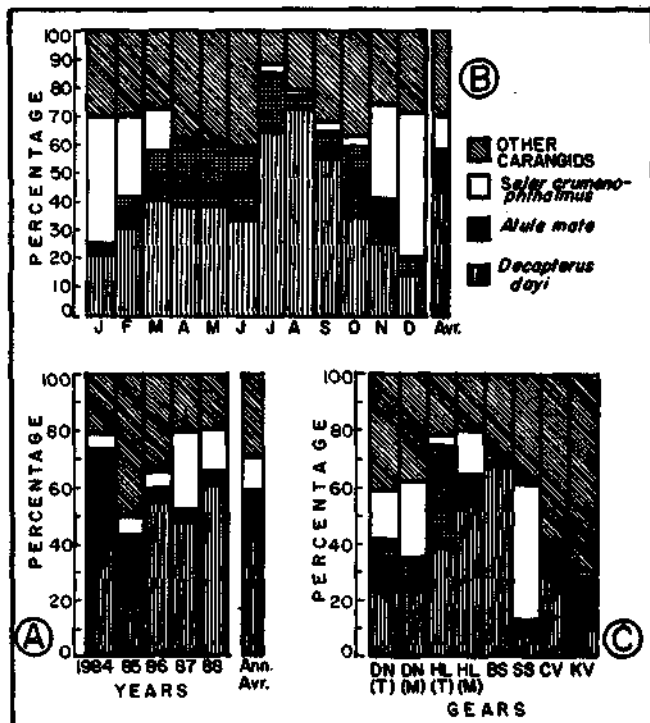 B
PERCENTAGE
100
90
80
70
60
50
40
30
20
10
0
J F M A M J J A S O N D Avr.
OTHER CARANGIDS
Selar crumeno-
phthalmus
Alule mate
Decapterus
dayi
A
PERCENTAGE
100
80
60
40
20
0
1984 85 86 87 88 Ann.
Avr.
YEARS
C
PERCENTAGE
100
80
60
40
20
0
DN DN HL HL BS SS CV KV
(T) (M) (T) (M)
GEARS